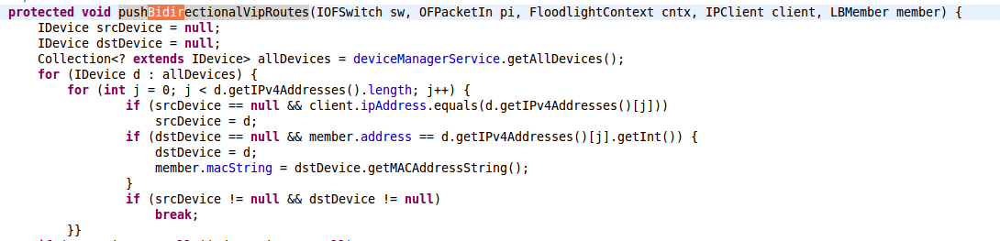 protected void pushBidirectionalVipRoutes(IOFSwitch sw, OFPacketIn pi, FloodlightContext cntx, IPClient client, LBMember member) {
    IDevice srcDevice = null;
    IDevice dstDevice = null;
    Collection<? extends IDevice> allDevices = deviceManagerService.getAllDevices();
    for (IDevice d : allDevices) {
        for (int j = 0; j < d.getIPv4Addresses().length; j++) {
                if (srcDevice == null && client.ipAddress.equals(d.getIPv4Addresses()[j]))
                    srcDevice = d;
                if (dstDevice == null && member.address == d.getIPv4Addresses()[j].getInt()) {
                    dstDevice = d;
                    member.macString = dstDevice.getMACAddressString();
                }
                if (srcDevice != null && dstDevice != null)
                    break;
        }}